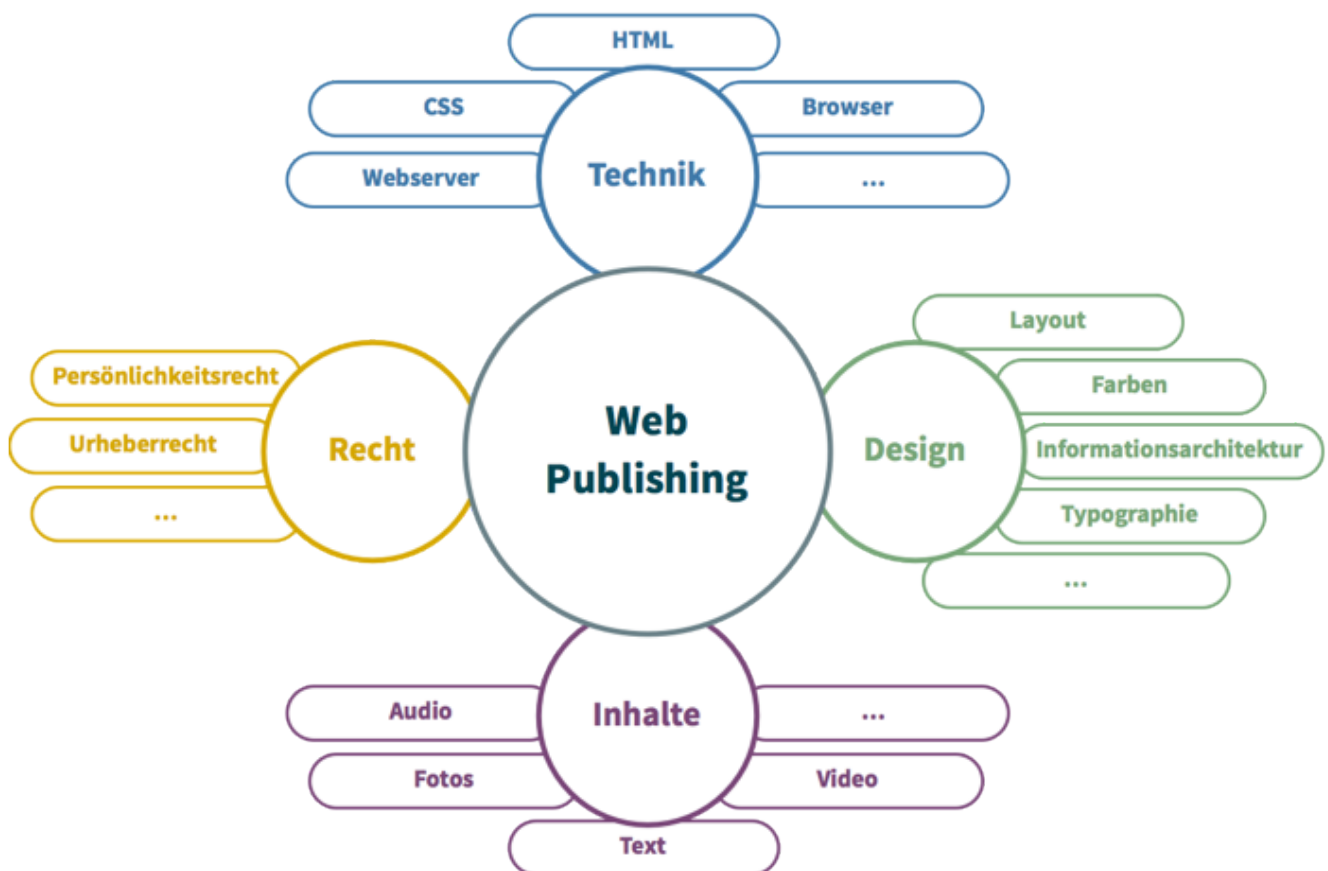 HTML
CSS
Browser
Webserver
Technik
...
Layout
Persönlichkeitsrecht
Farben
Urheberrecht
Recht
Web
Publishing
Design
Informationsarchitektur
...
Typographie
...
Audio
Inhalte
...
Fotos
Video
Text